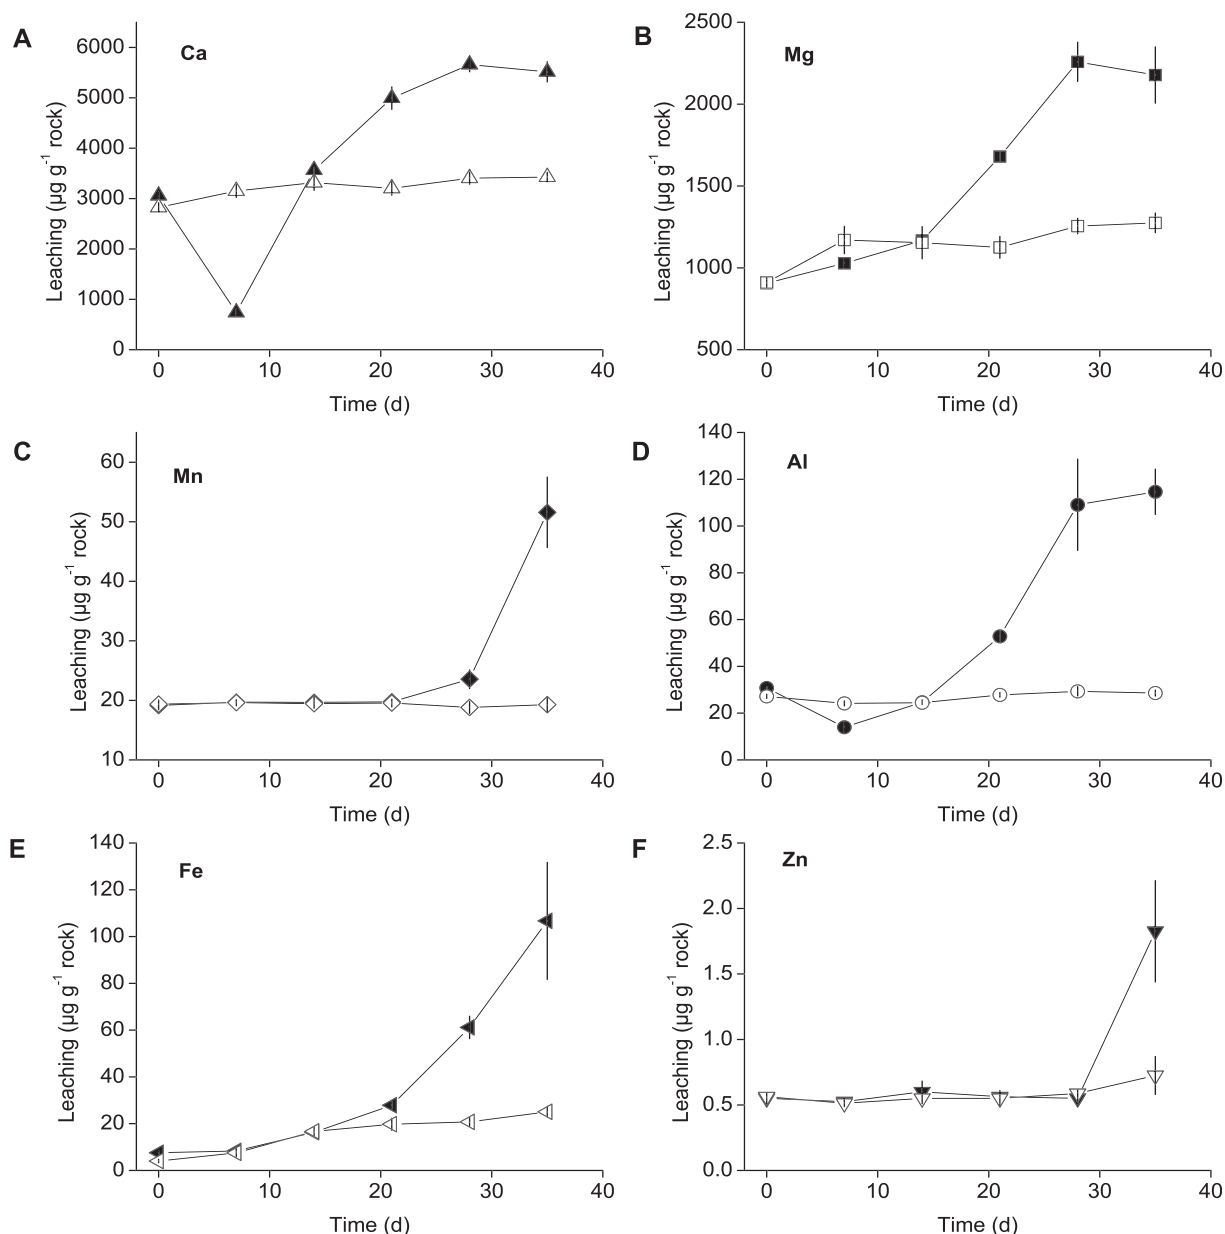 A
Ca
Leaching (µg g-1 rock)
6000
5000
4000
3000
2000
1000
0
0 10 20 30 40
Time (d)
B
Mg
Leaching (µg g-1 rock)
2500
2000
1500
1000
500
0 10 20 30 40
Time (d)
C
Mn
Leaching (µg g-1 rock)
60
50
40
30
20
10
0 10 20 30 40
Time (d)
D
Al
Leaching (µg g-1 rock)
140
120
100
80
60
40
20
0
0 10 20 30 40
Time (d)
E
Fe
Leaching (µg g-1 rock)
140
120
100
80
60
40
20
0
0 10 20 30 40
Time (d)
F
Zn
Leaching (µg g-1 rock)
2.5
2.0
1.5
1.0
0.5
0.0
0 10 20 30 40
Time (d)